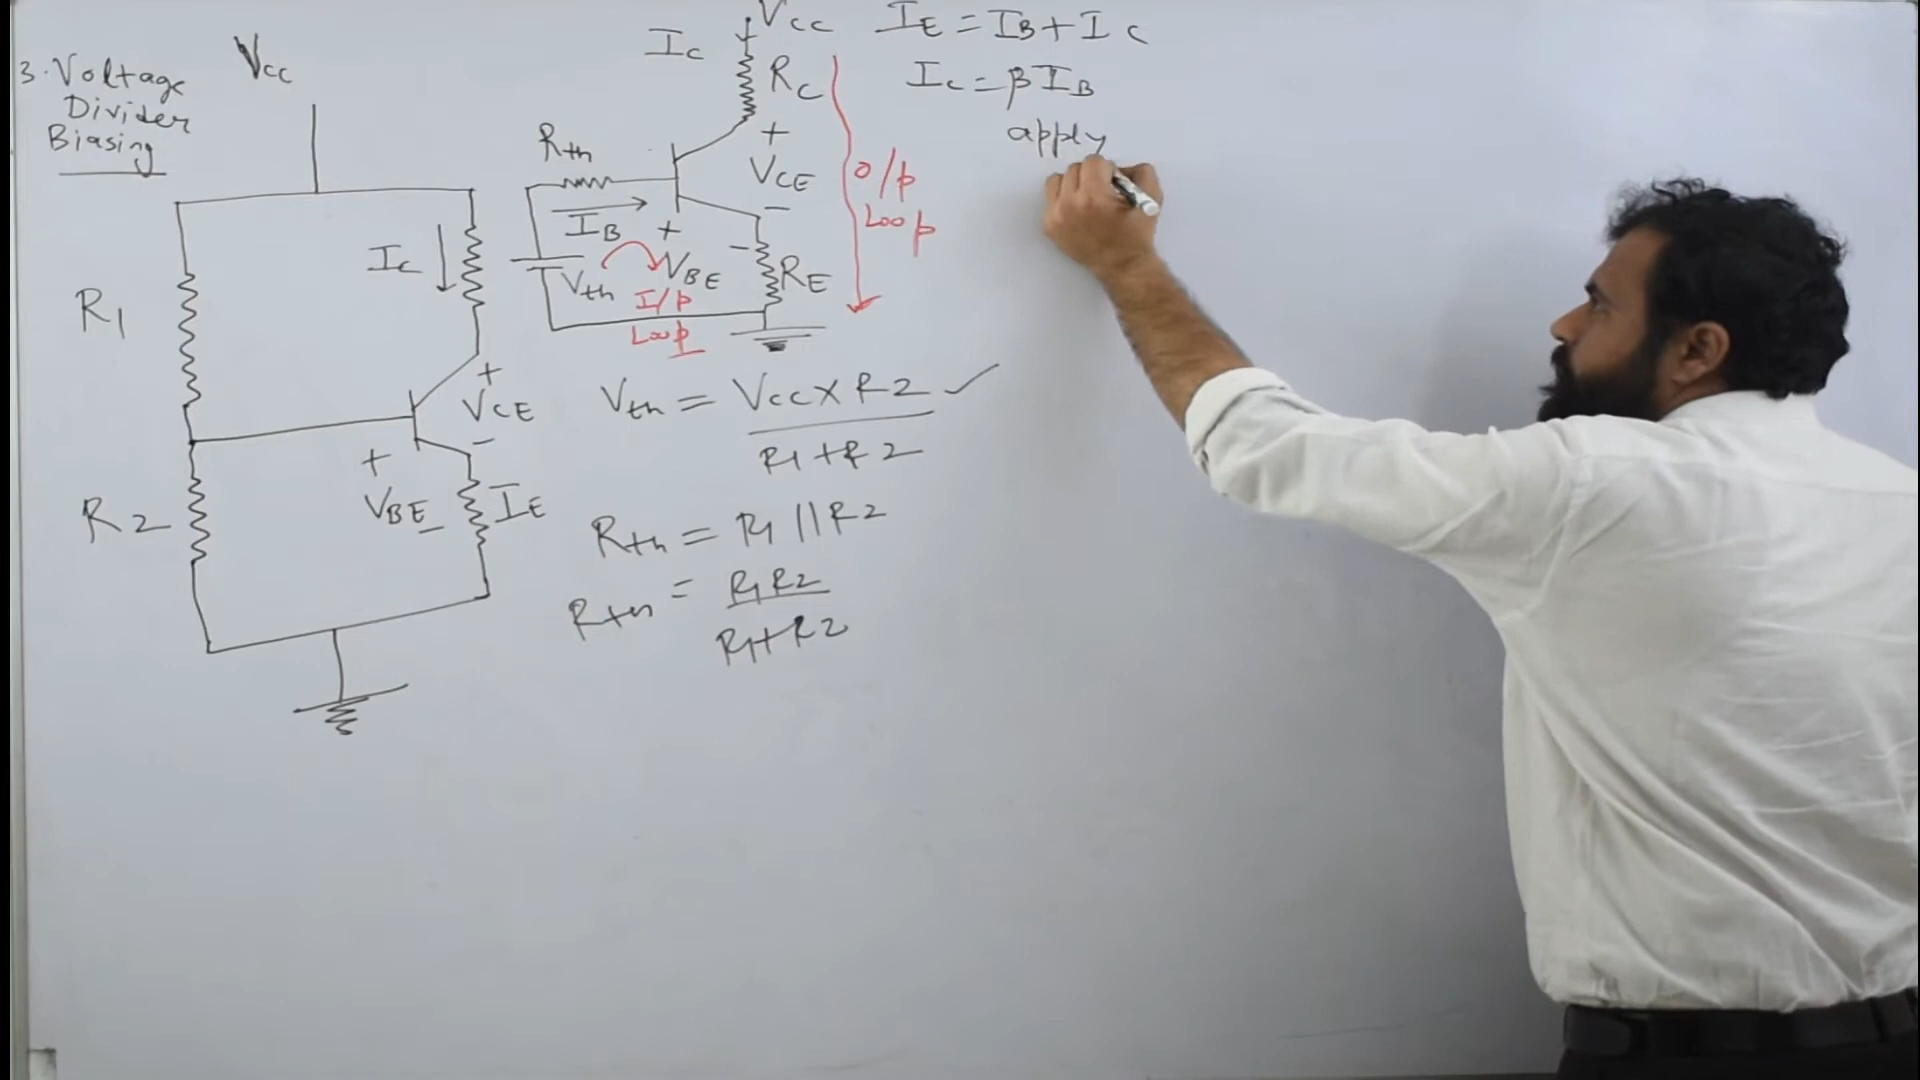 3. Voltage
Divider
Biasing
Vcc
R1
R2
Ic
+
VCE
-
+
VBE
-
IE
Ic
Vcc
Rc
Rth
IB
Vth
+
VBE
-
+
VCE
-
RE
I/p
Loop
O/p
Loop
Vth = Vcc x R2 ✓
R1 + R2
Rth = R1 || R2
Rth = R1 R2
R1 + R2
IE = IB + Ic
Ic = βIB
apply